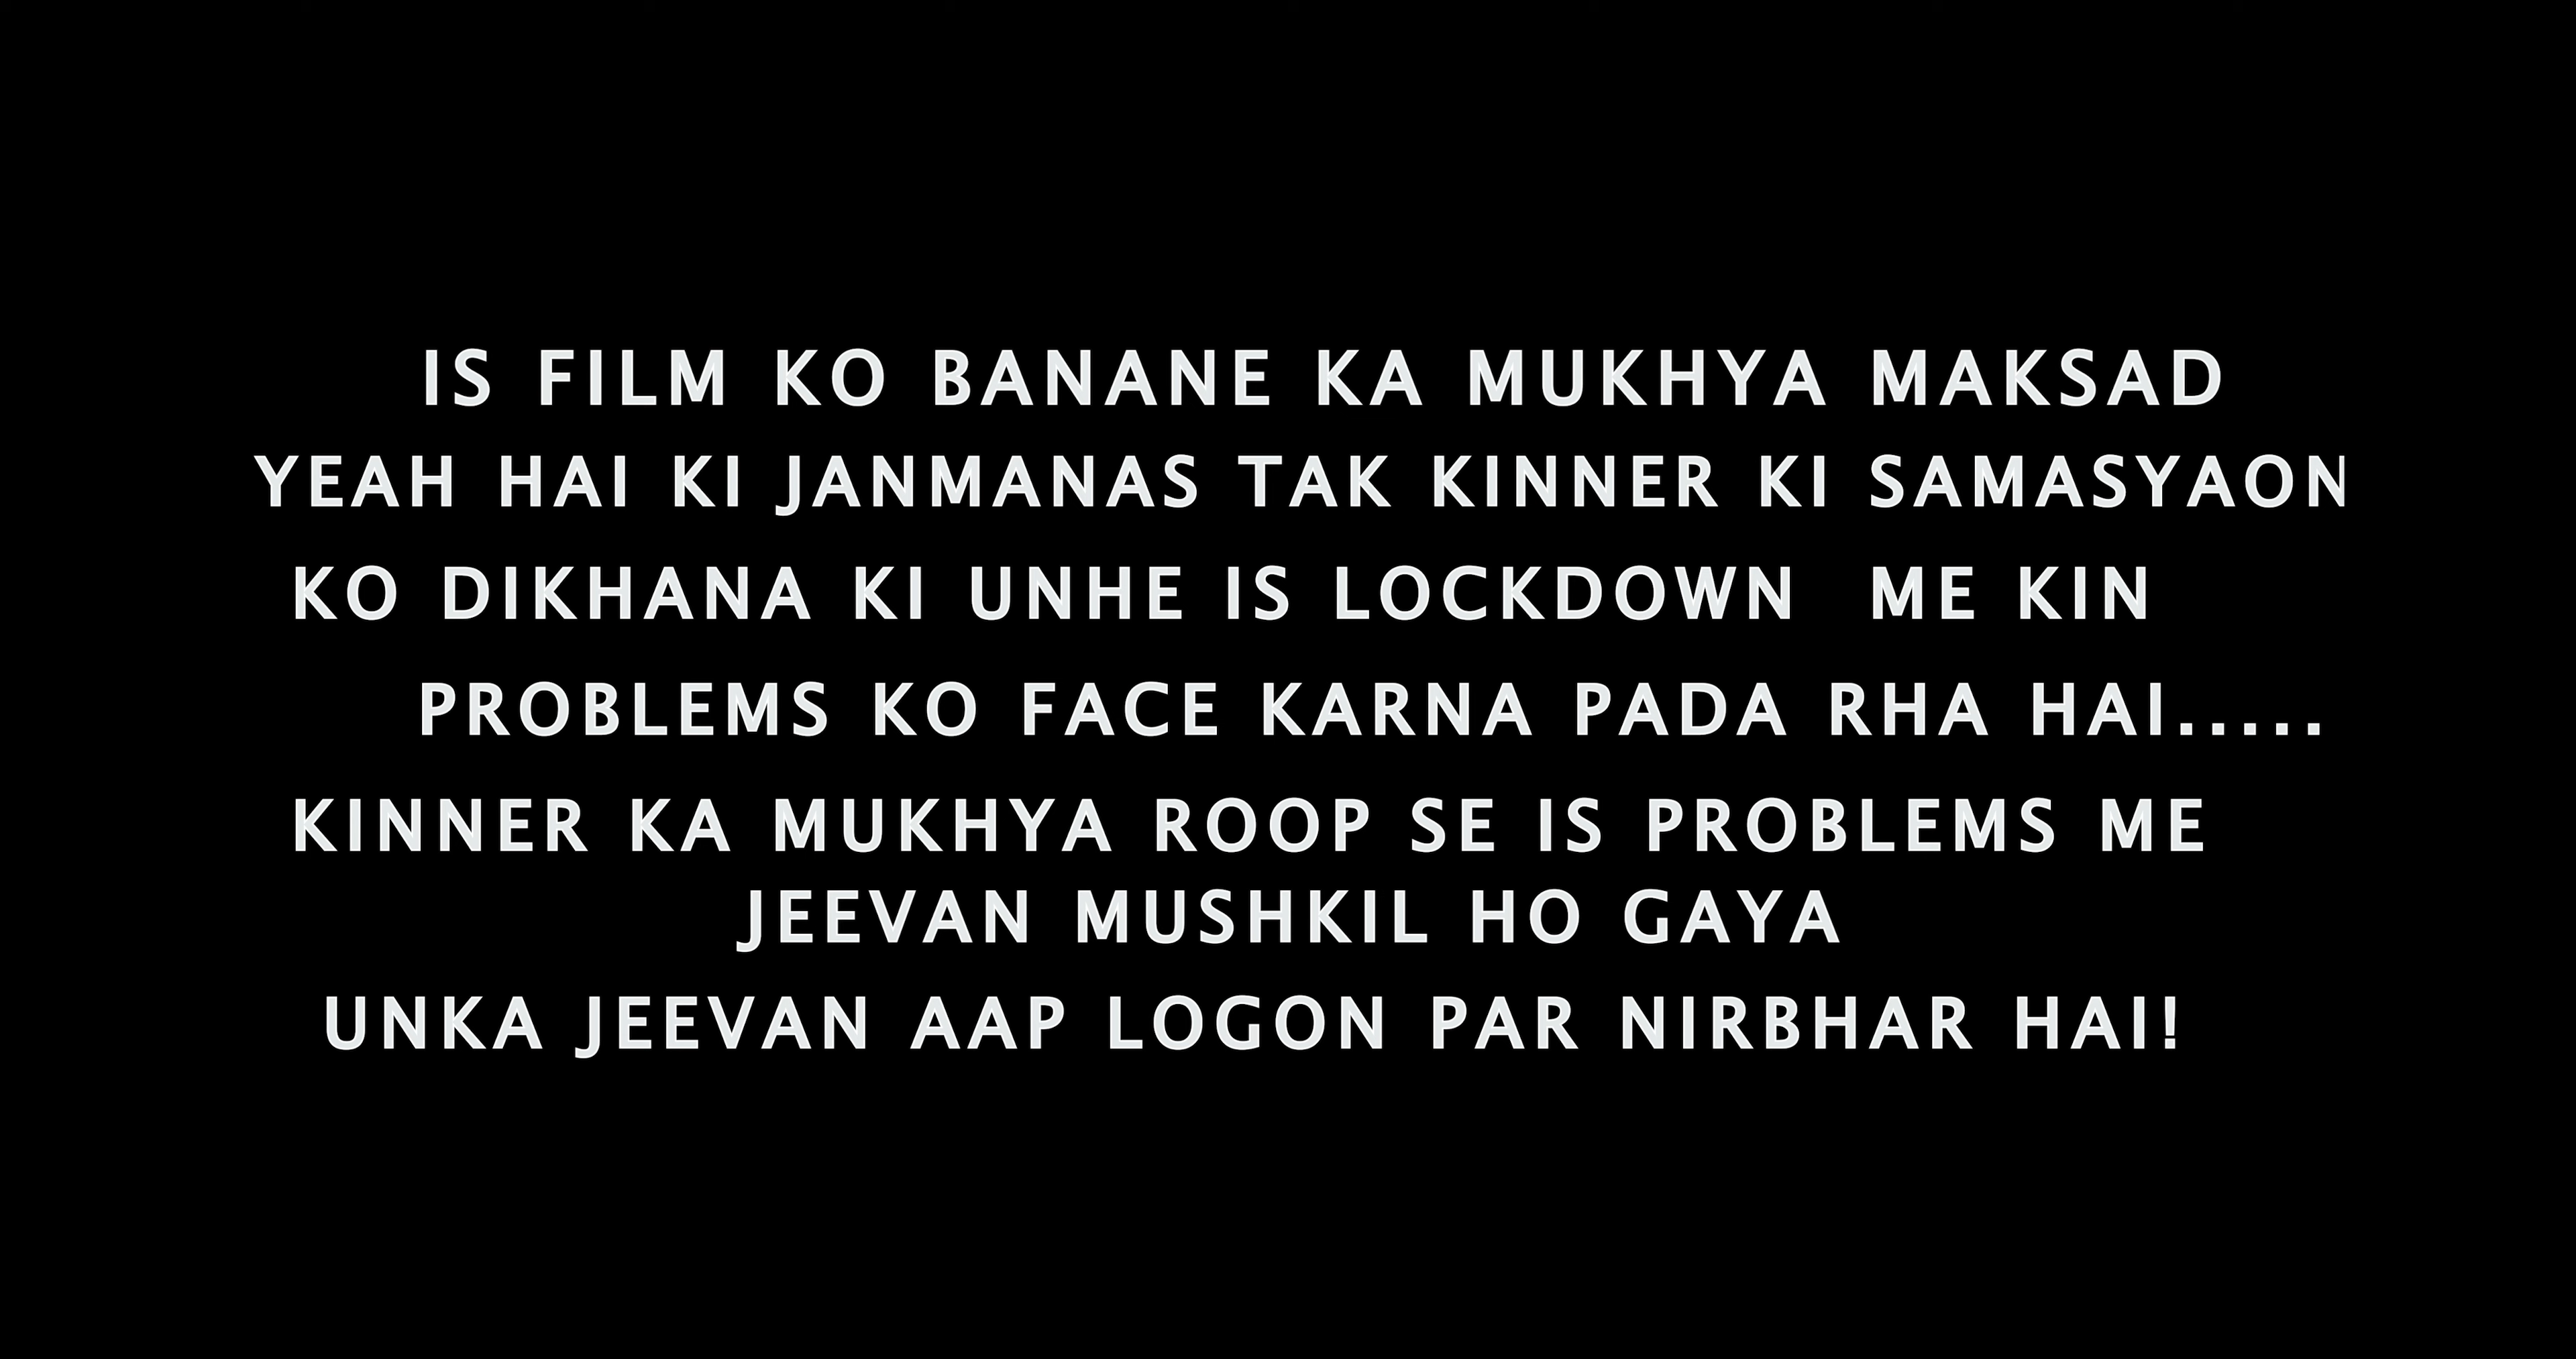 IS FILM KO BANANE KA MUKHYA MAKSAD
YEAH HAI KI JANMANAS TAK KINNER KI SAMASYAON
KO DIKHANA KI UNHE IS LOCKDOWN ME KIN
PROBLEMS KO FACE KARNA PADA RHA HAI.....
KINNER KA MUKHYA ROOP SE IS PROBLEMS ME
JEEVAN MUSHKIL HO GAYA
UNKA JEEVAN AAP LOGON PAR NIRBHAR HAI!